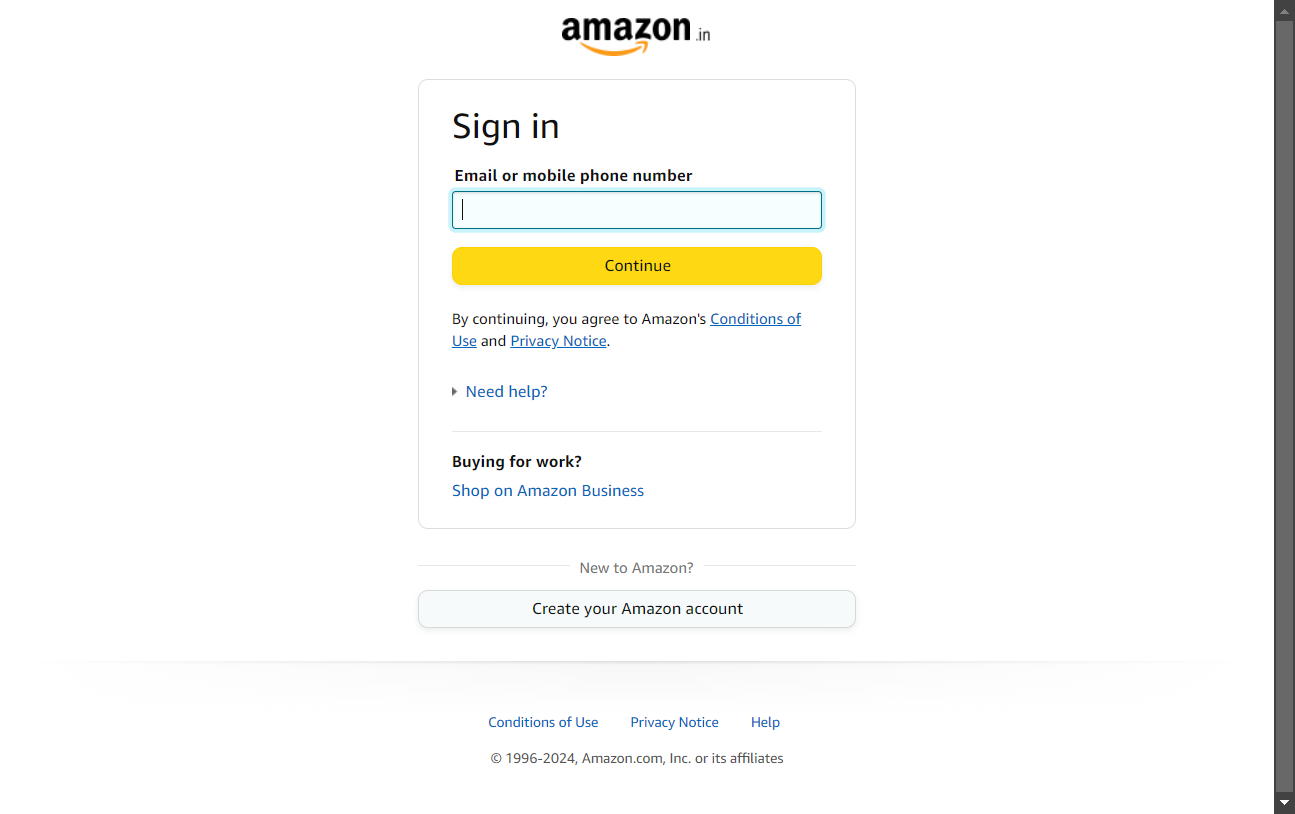 amazon.in
Sign in
Email or mobile phone number
Continue
By continuing, you agree to Amazon's Conditions of
Use and Privacy Notice.
Need help?
Buying for work?
Shop on Amazon Business
New to Amazon?
Create your Amazon account
Conditions of Use Privacy Notice Help
© 1996-2024, Amazon.com, Inc. or its affiliates